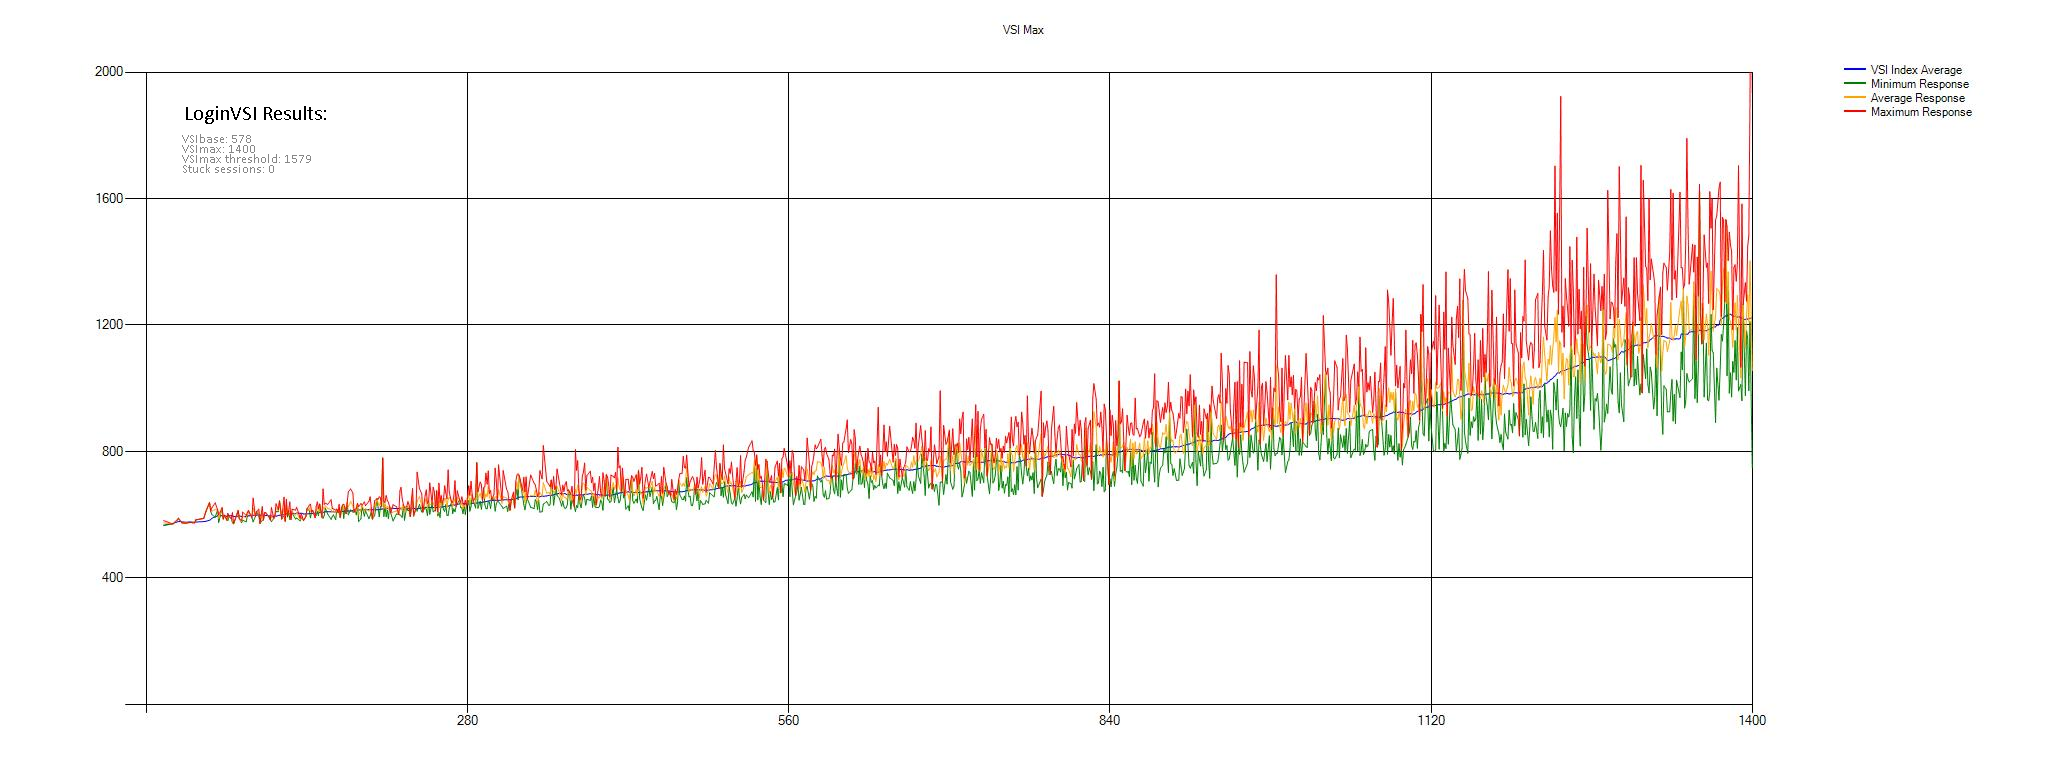 VSI Max
LoginVSI Results:
VSIbase: 578
VSImax: 1400
VSImax threshold: 1579
Stuck sessions: 0
VSI Index Average
Minimum Response
Average Response
Maximum Response
2000
1600
1200
800
400
280
560
840
1120
1400